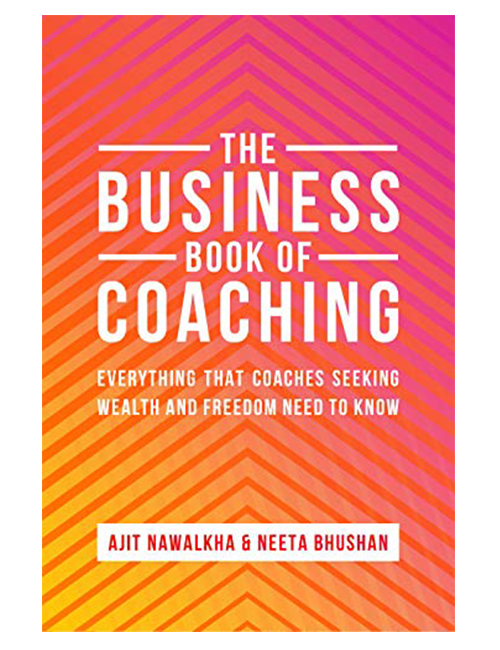 THE
BUSINESS
BOOK OF
COACHING
EVERYTHING THAT COACHES SEEKING
WEALTH AND FREEDOM NEED TO KNOW
AJIT NAWALKHA & NEETA BHUSHAN